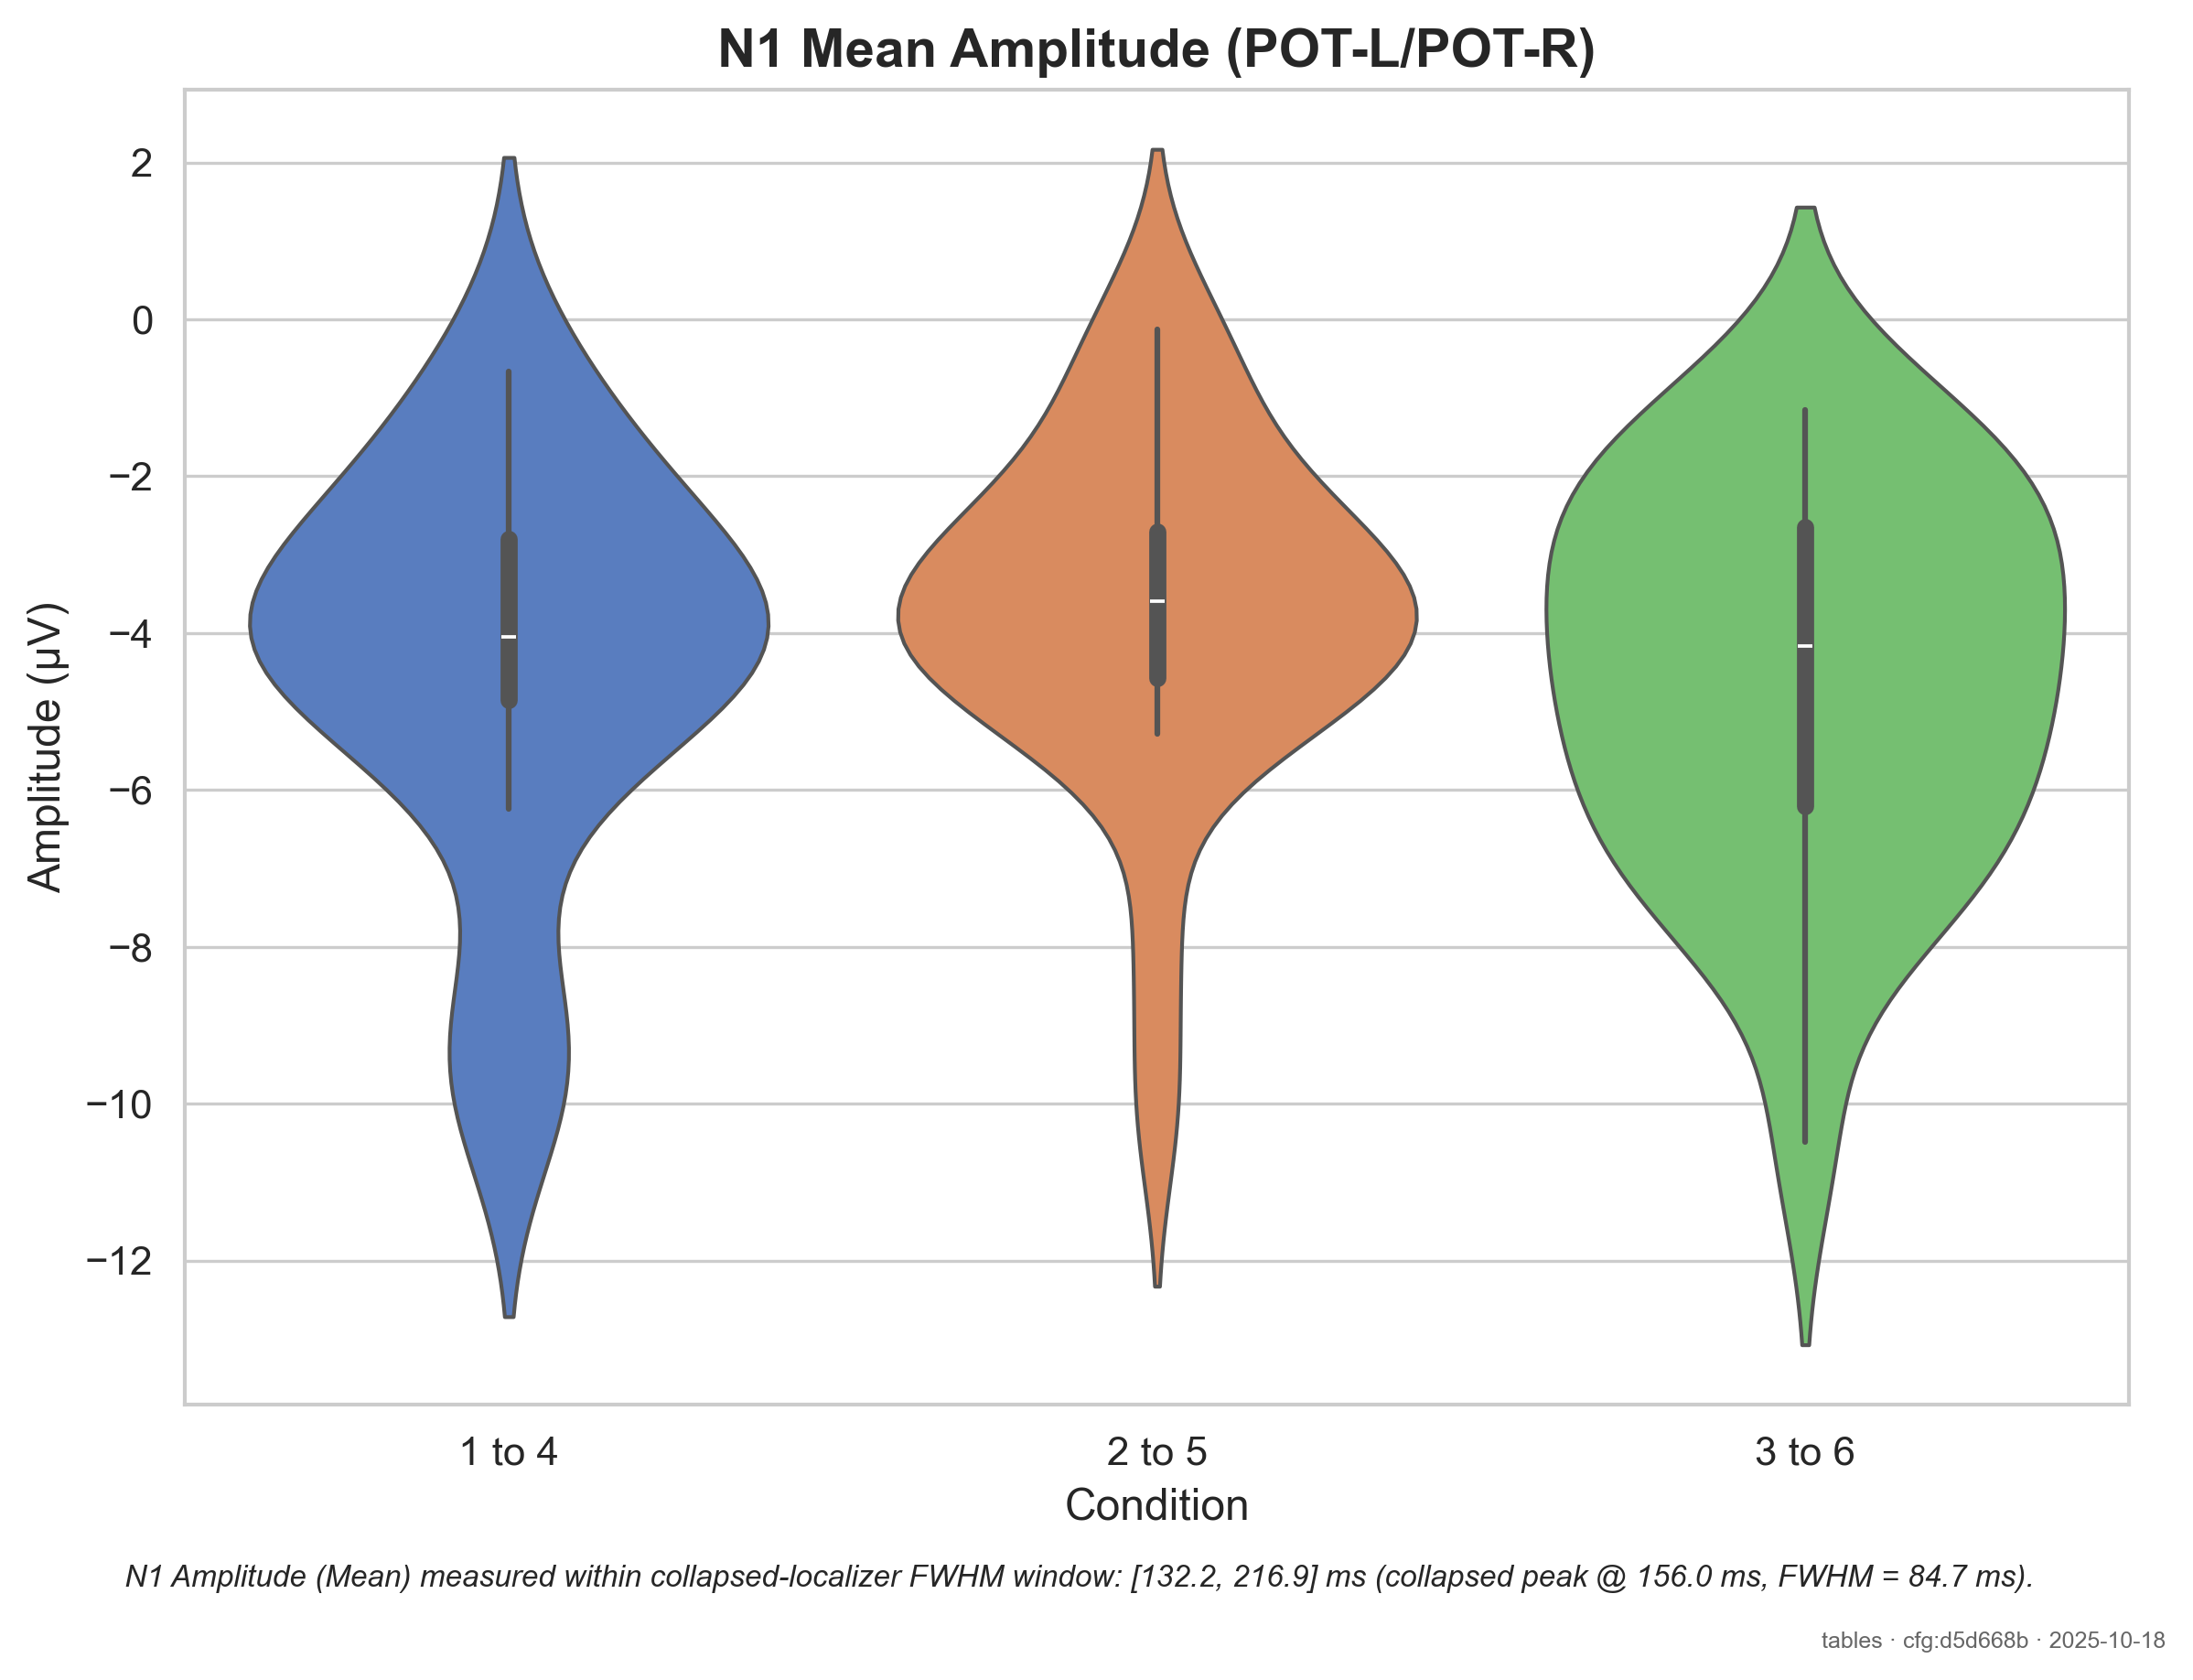 N1 Mean Amplitude (POT-L/POT-R)
Amplitude (µV)
2
0
−2
−4
−6
−8
−10
−12
1 to 4
2 to 5
3 to 6
Condition
N1 Amplitude (Mean) measured within collapsed-localizer FWHM window: [132.2, 216.9] ms (collapsed peak @ 156.0 ms, FWHM = 84.7 ms).
tables · cfg:d5d668b · 2025-10-18